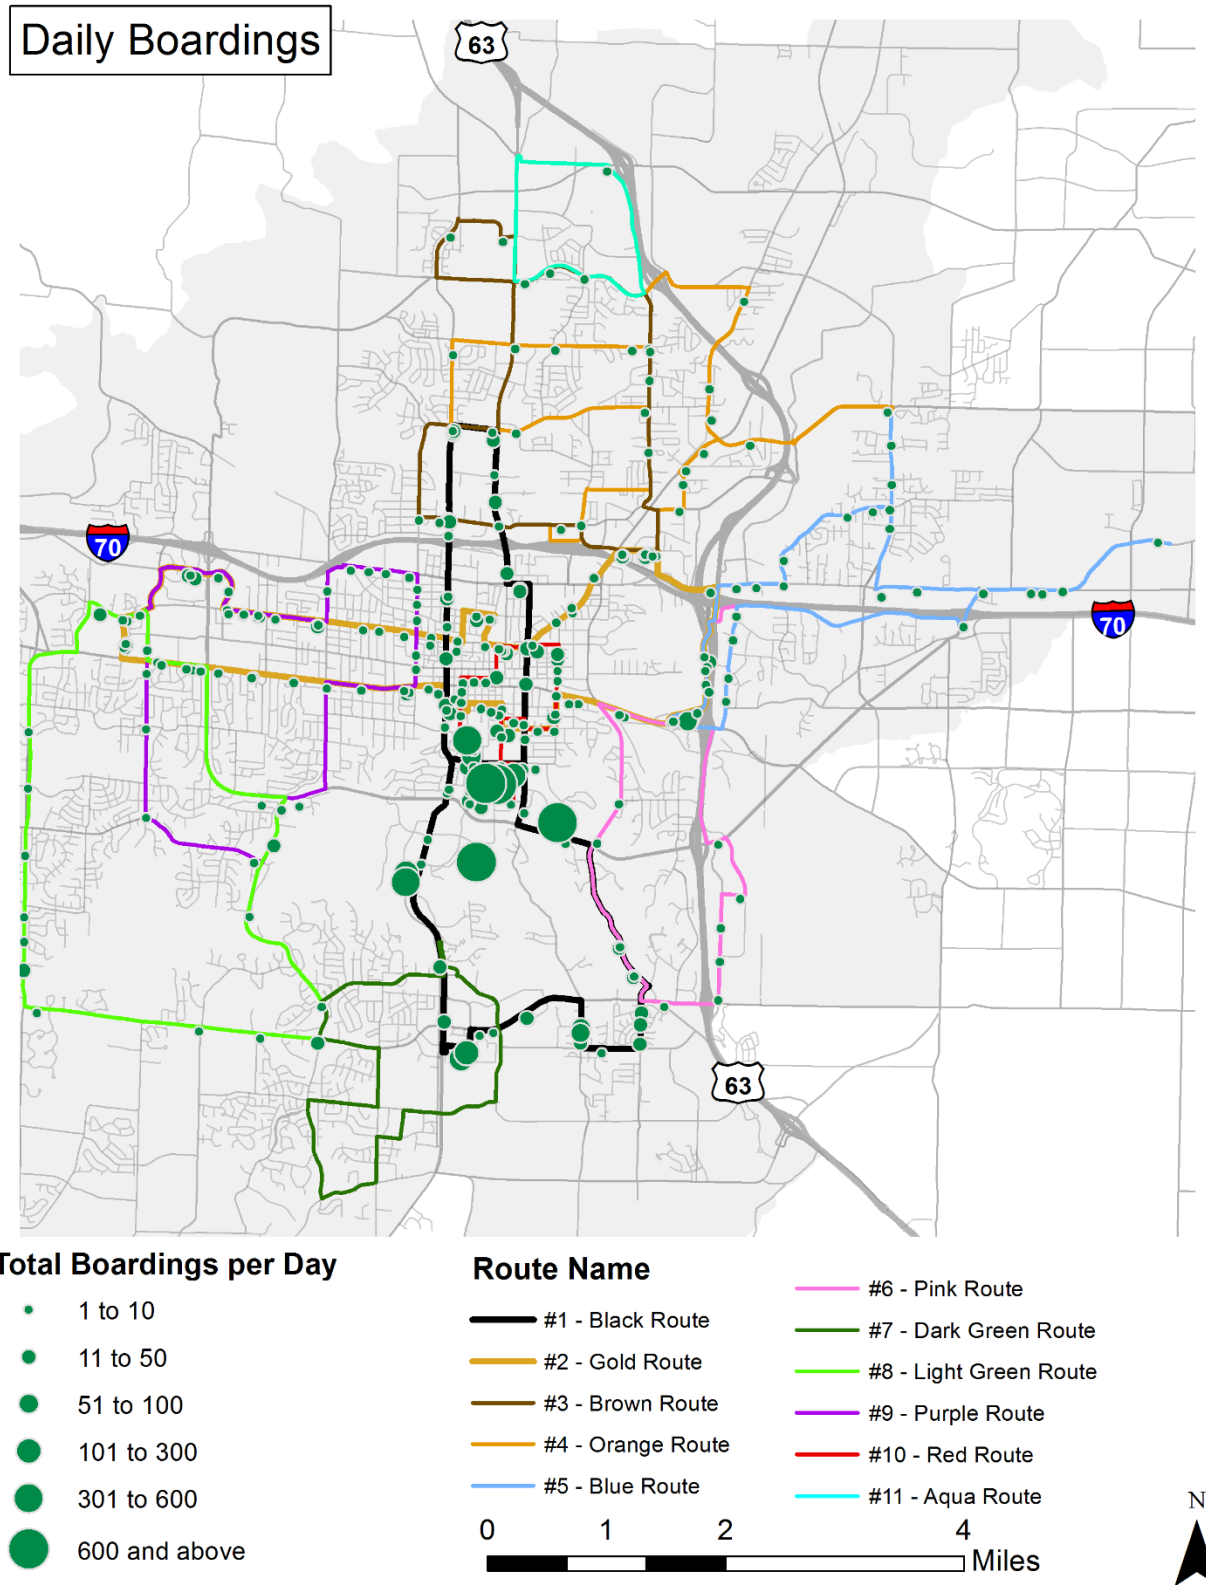 Daily Boardings
63
70
70
63
Total Boardings per Day
1 to 10
11 to 50
51 to 100
101 to 300
301 to 600
600 and above
Route Name
#1 - Black Route
#2 - Gold Route
#3 - Brown Route
#4 - Orange Route
#5 - Blue Route
#6 - Pink Route
#7 - Dark Green Route
#8 - Light Green Route
#9 - Purple Route
#10 - Red Route
#11 - Aqua Route
0 1 2 4
Miles
N